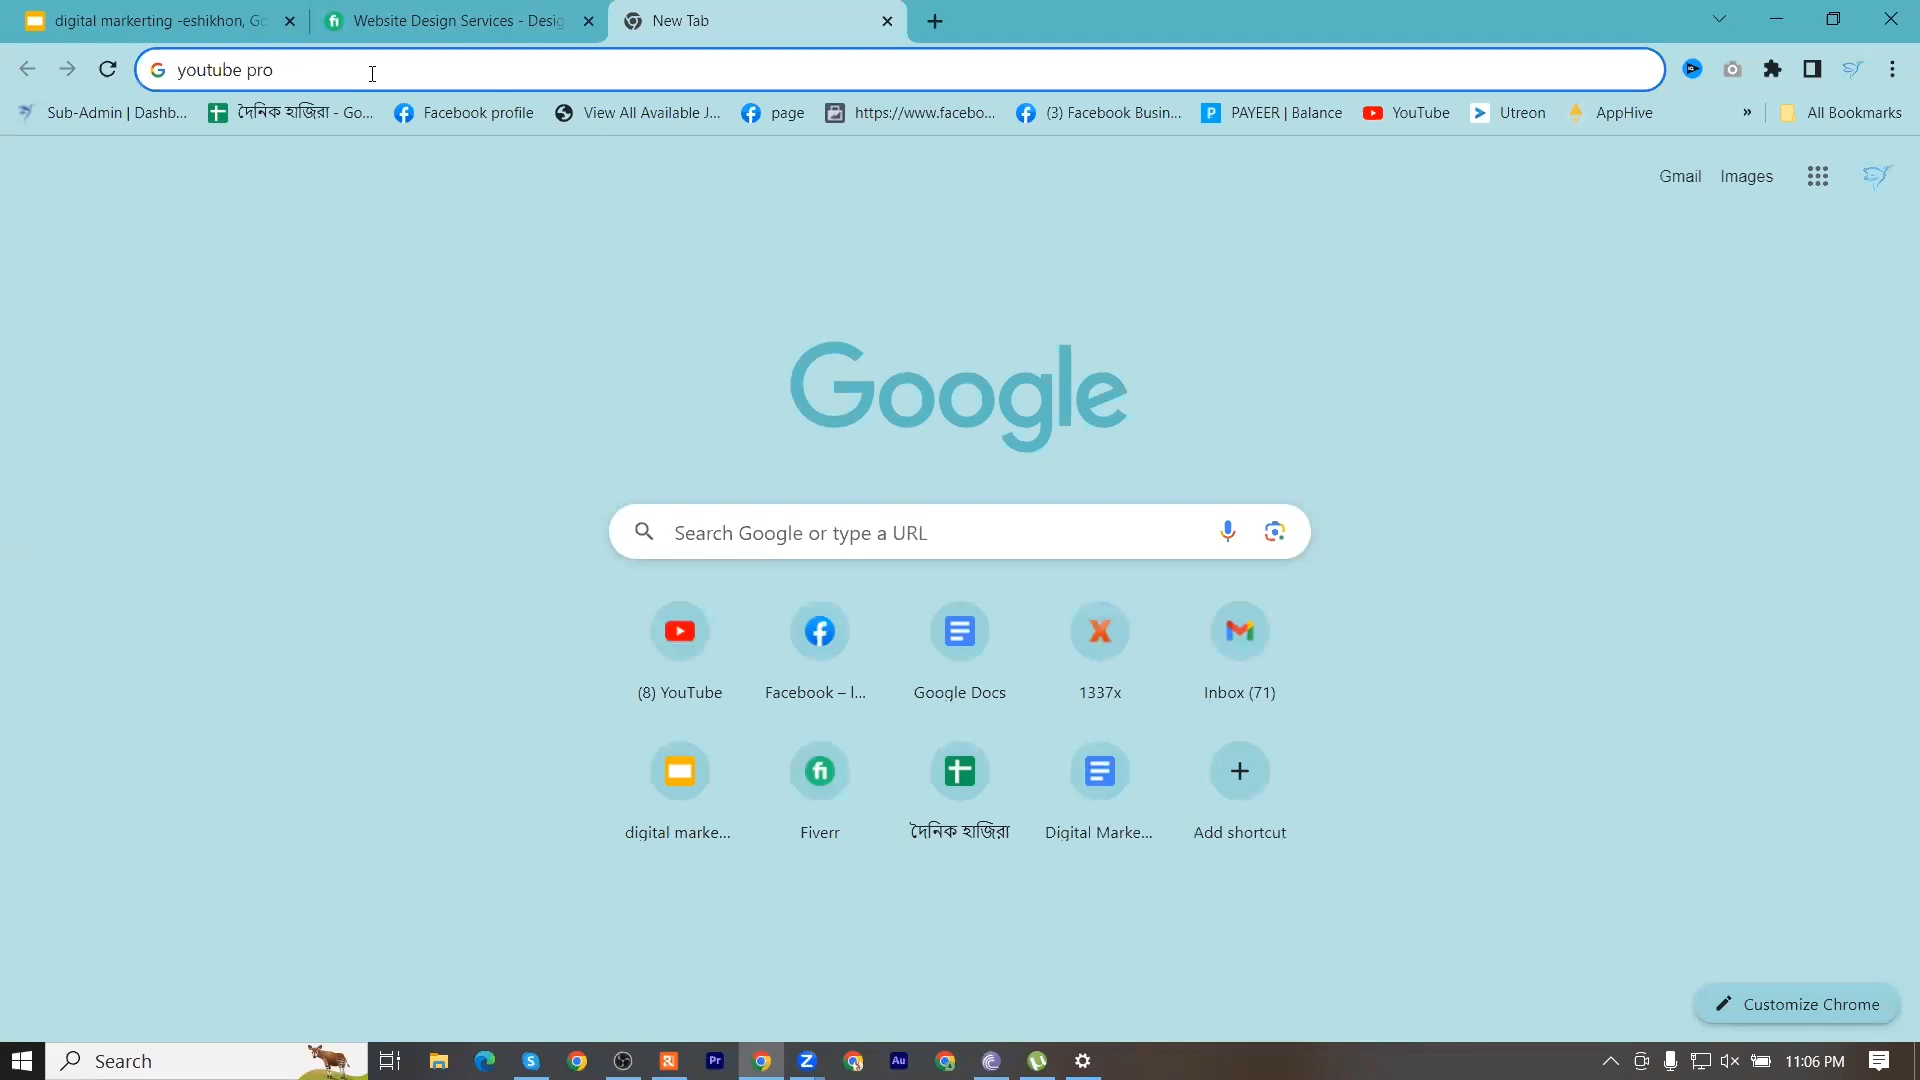 digital markerting -eshikhon, Go
Website Design Services - Desig
New Tab
youtube pro
Sub-Admin | Dashb...
দৈনিক হাজিরা - Go...
Facebook profile
View All Available J...
page
https://www.facebo...
(3) Facebook Busin...
PAYEER | Balance
YouTube
Utreon
AppHive
»
All Bookmarks
Gmail
Images
Google
Search Google or type a URL
(8) YouTube
Facebook – l...
Google Docs
1337x
Inbox (71)
digital marke...
Fiverr
দৈনিক হাজিরা
Digital Marke...
Add shortcut
Customize Chrome
Search
11:06 PM